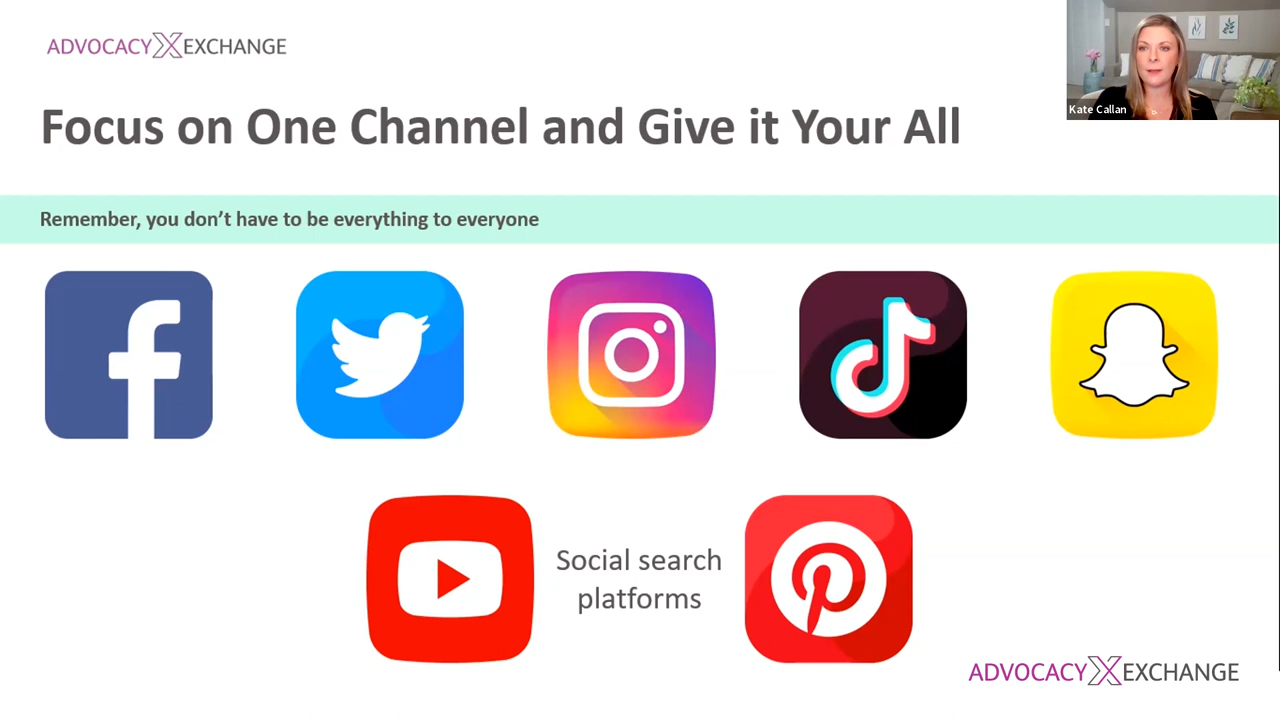 ADVOCACY EXCHANGE
Kate Callan
Focus on One Channel and Give it Your All
Remember, you don’t have to be everything to everyone
Social search
platforms
ADVOCACY EXCHANGE